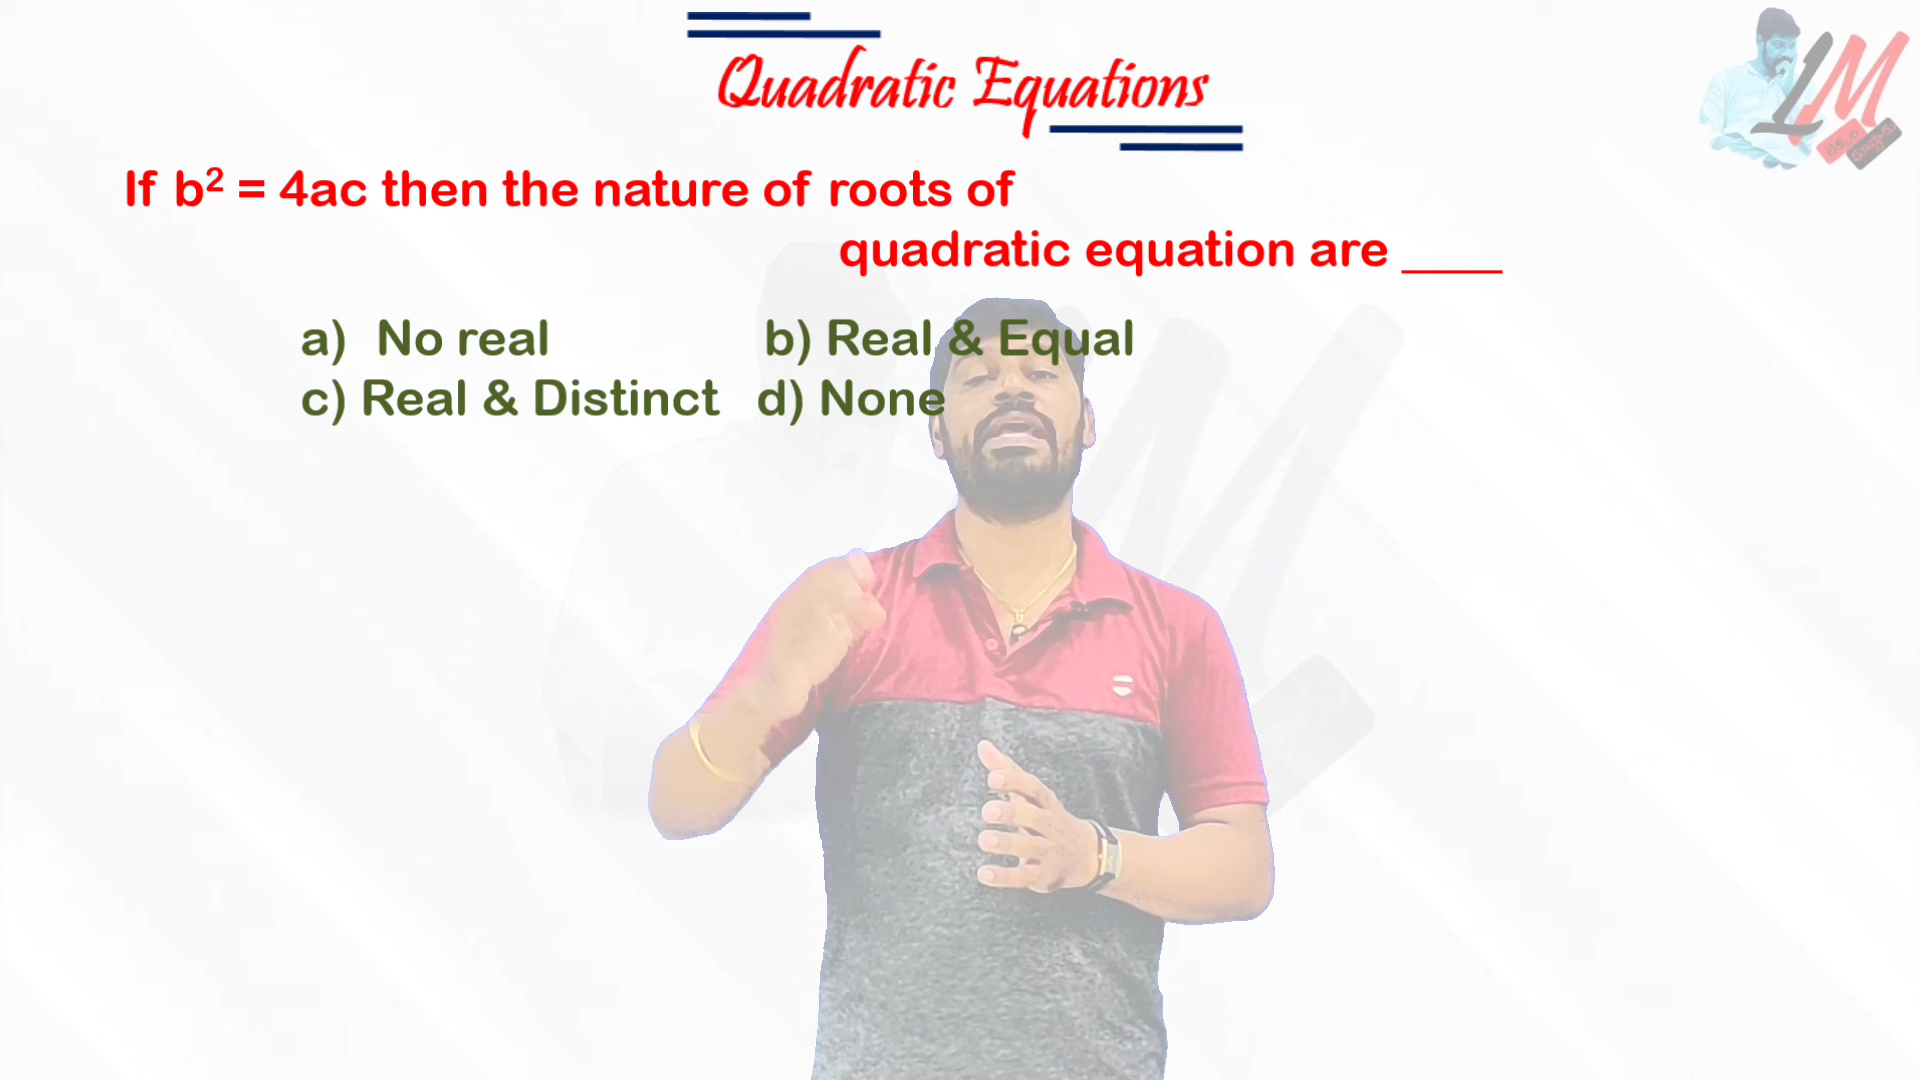 Quadratic Equations
LM
If b² = 4ac then the nature of roots of
quadratic equation are ____
a) No real b) Real & Equal
c) Real & Distinct d) None